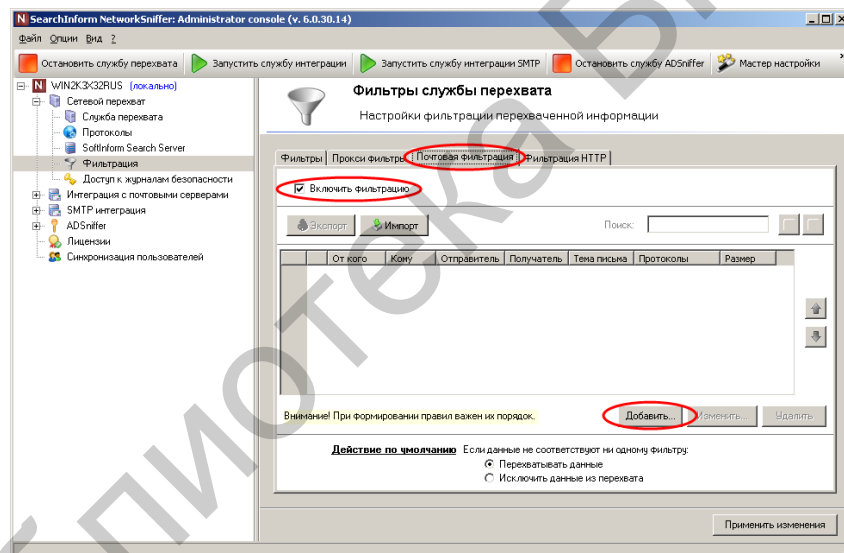 SearchInform NetworkSniffer: Administrator console (v. 6.0.30.14)
Файл Опции Вид ?
Остановить службу перехвата Запустить службу интеграции Запустить службу интеграции SMTP Остановить службу ADSniffer Мастер настройки »
WIN2K3X32RUS (локально)
Сетевой перехват
Служба перехвата
Протоколы
SoftInform Search Server
Фильтрация
Доступ к журналам безопасности
Интеграция с почтовыми серверами
SMTP интеграция
ADSniffer
Лицензии
Синхронизация пользователей
Фильтры службы перехвата
Настройки фильтрации перехваченной информации
Фильтры Прокси фильтры Почтовая фильтрация Фильтрация HTTP
Включить фильтрацию
Экспорт Импорт Поиск:
От кого Кому Отправитель Получатель Тема письма Протоколы Размер
Внимание! При формировании правил важен их порядок.
Добавить... Изменить... Удалить
Действие по умолчанию Если данные не соответствуют ни одному фильтру:
Перехватывать данные
Исключить данные из перехвата
Применить изменения